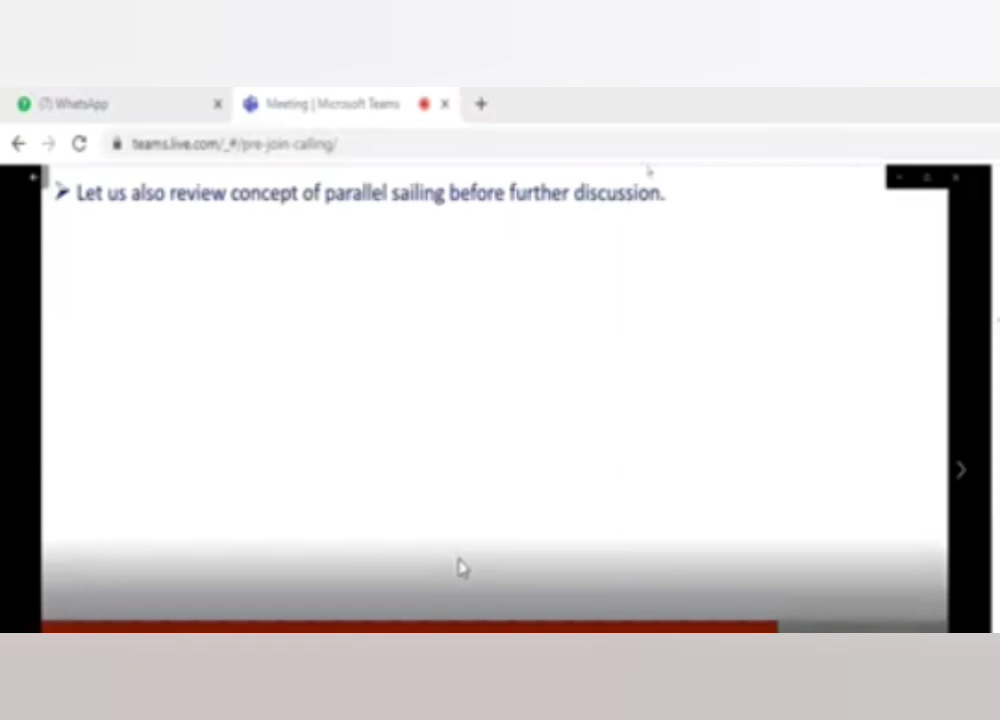 (7) WhatsApp
Meeting | Microsoft Teams
teams.live.com/_#/pre-join-calling/
➢ Let us also review concept of parallel sailing before further discussion.